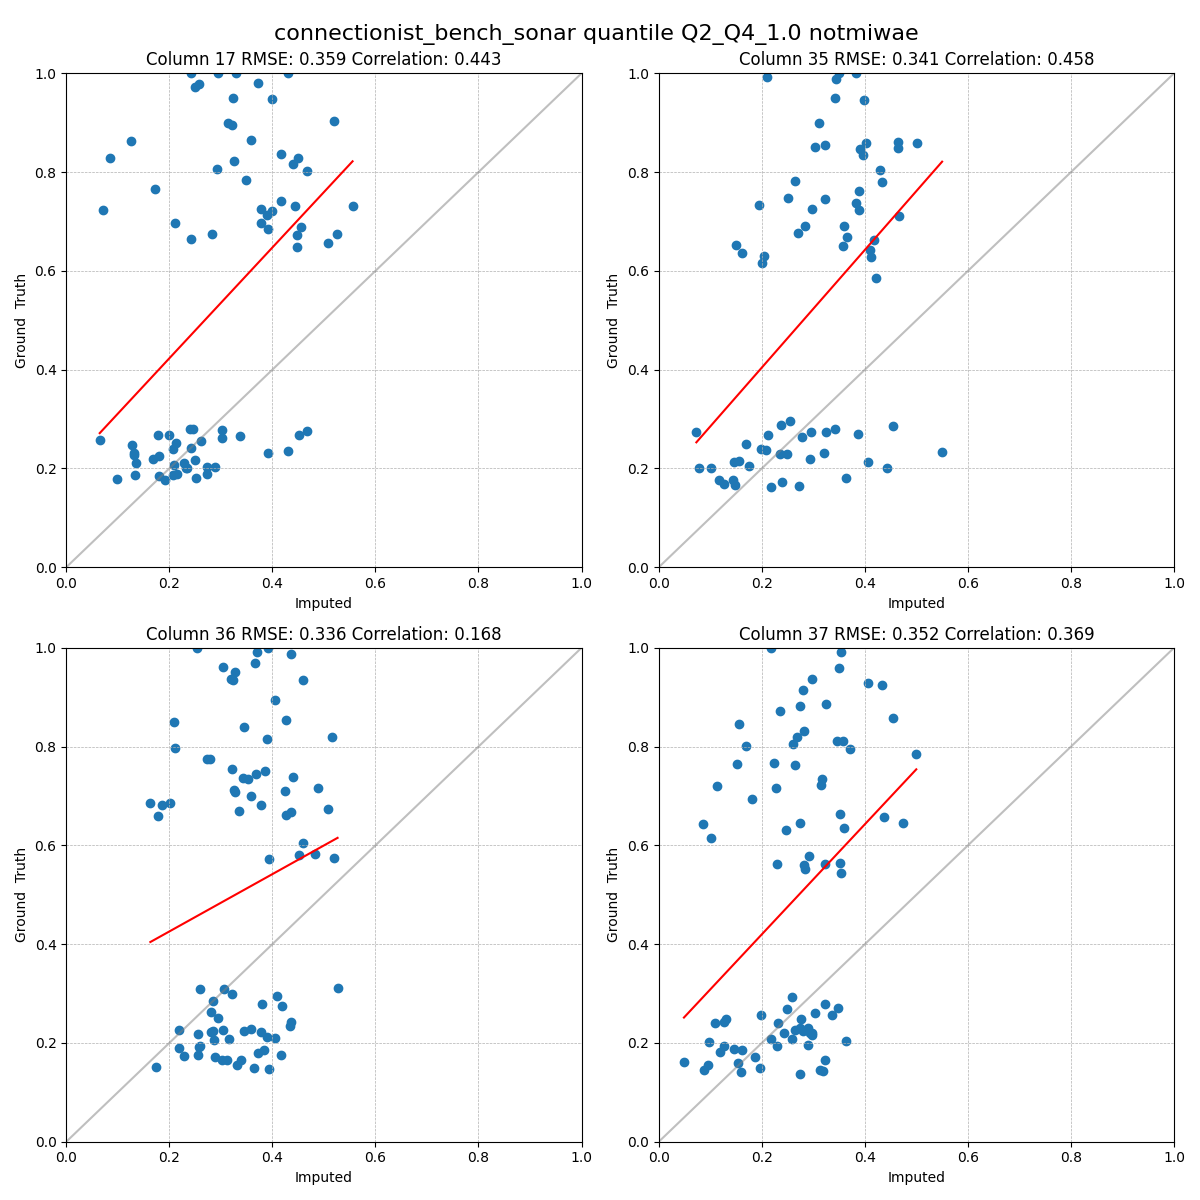 connectionist_bench_sonar quantile Q2_Q4_1.0 notmiwae
Column 17 RMSE: 0.359 Correlation: 0.443
1.0
0.8
0.6
0.4
0.2
0.0
Ground Truth
0.0 0.2 0.4 0.6 0.8 1.0
Imputed
Column 35 RMSE: 0.341 Correlation: 0.458
1.0
0.8
0.6
0.4
0.2
0.0
Ground Truth
0.0 0.2 0.4 0.6 0.8 1.0
Imputed
Column 36 RMSE: 0.336 Correlation: 0.168
1.0
0.8
0.6
0.4
0.2
0.0
Ground Truth
0.0 0.2 0.4 0.6 0.8 1.0
Imputed
Column 37 RMSE: 0.352 Correlation: 0.369
1.0
0.8
0.6
0.4
0.2
0.0
Ground Truth
0.0 0.2 0.4 0.6 0.8 1.0
Imputed